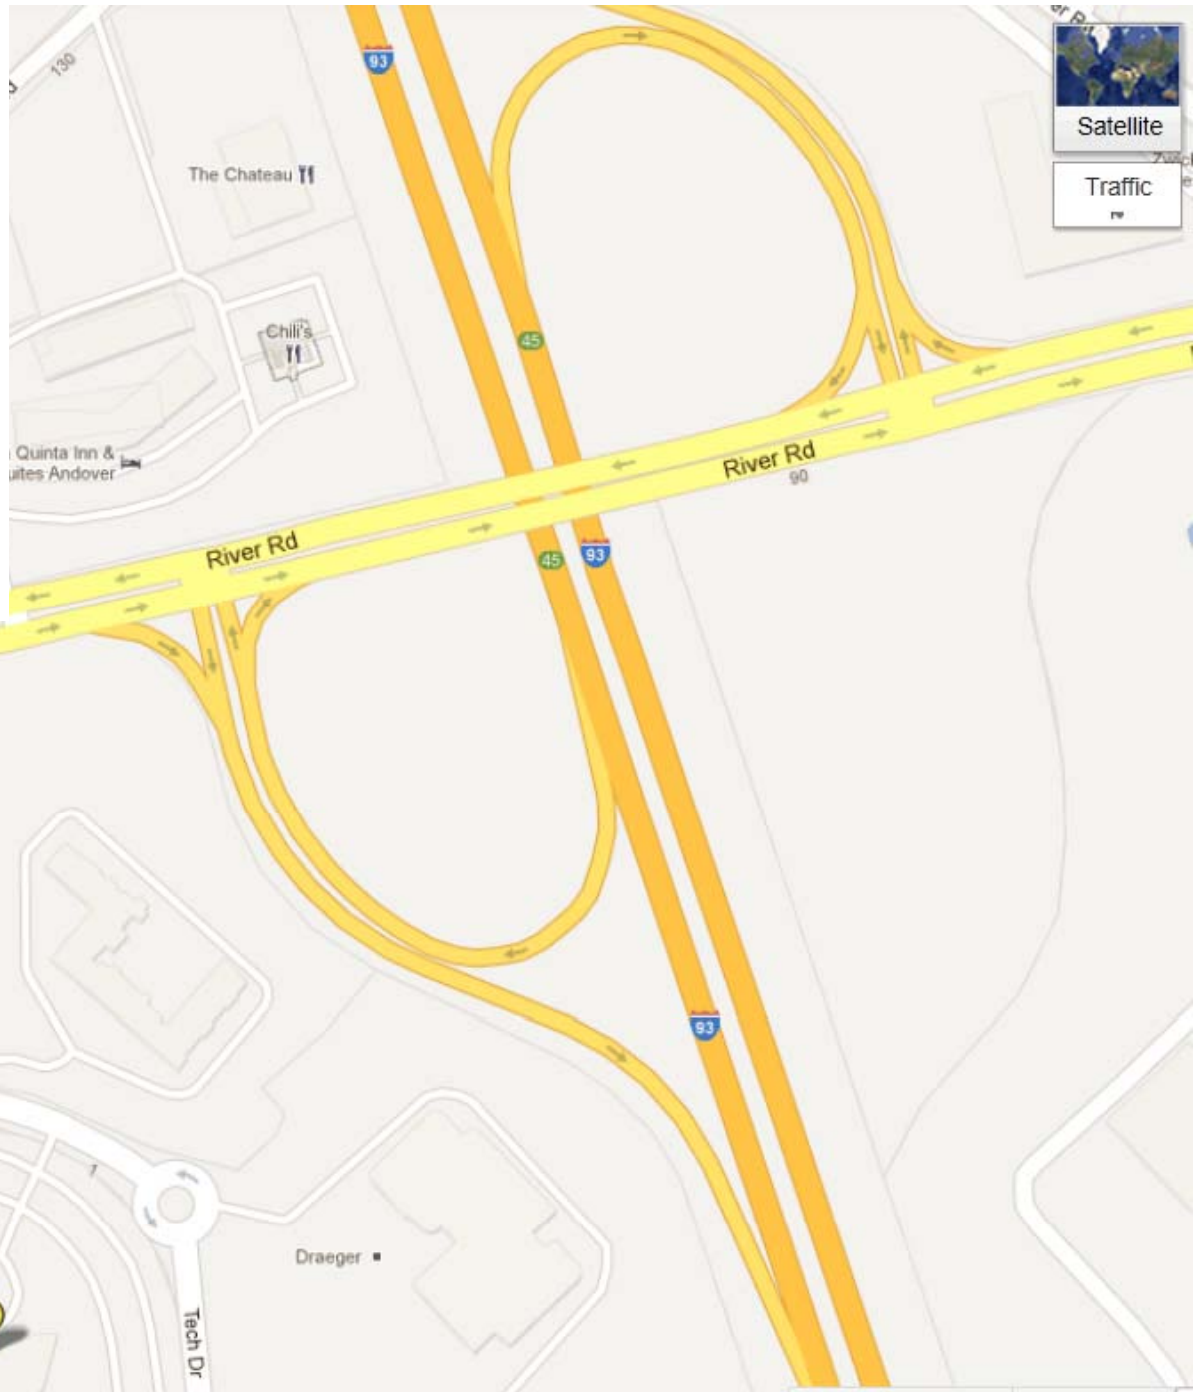 130
93
Satellite
The Chateau
Traffic
Chili's
45
Quinta Inn &
uites Andover
River Rd
90
River Rd
45
93
93
1
Draeger
Tech Dr